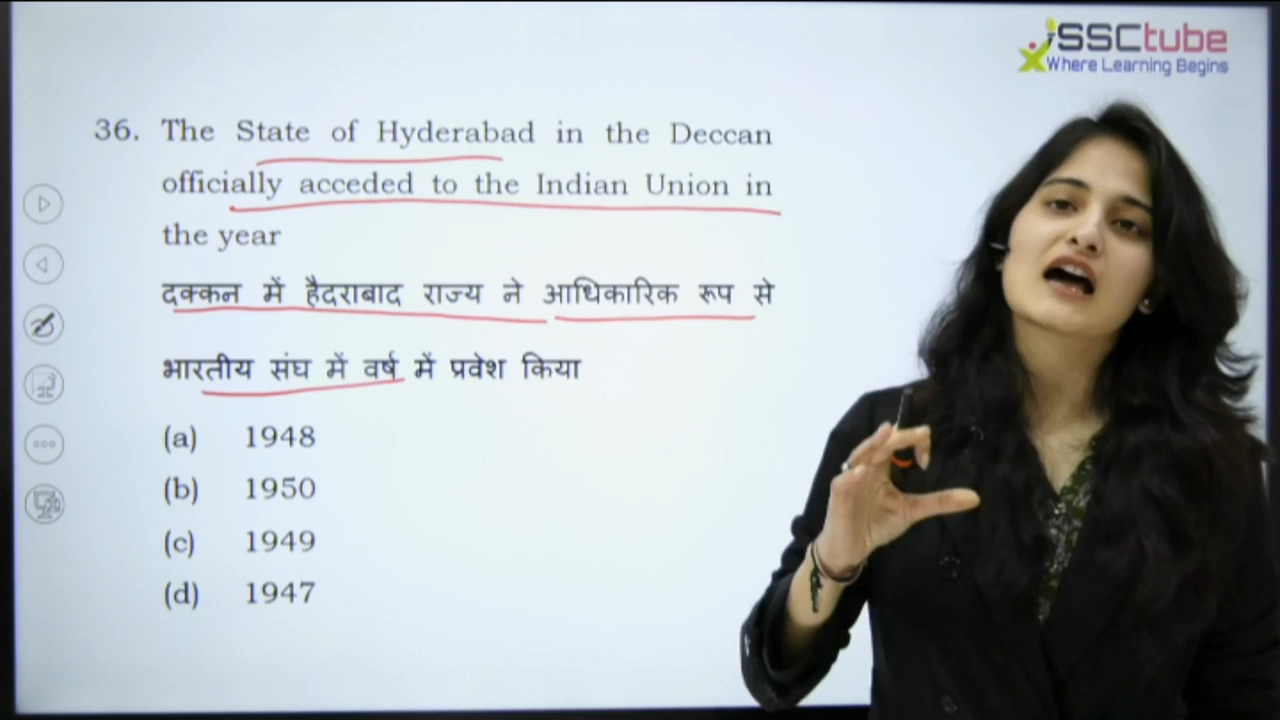 SSCtube
Where Learning Begins
36. The State of Hyderabad in the Deccan
officially acceded to the Indian Union in
the year
दक्कन में हैदराबाद राज्य ने आधिकारिक रूप से
भारतीय संघ में वर्ष में प्रवेश किया
(a) 1948
(b) 1950
(c) 1949
(d) 1947